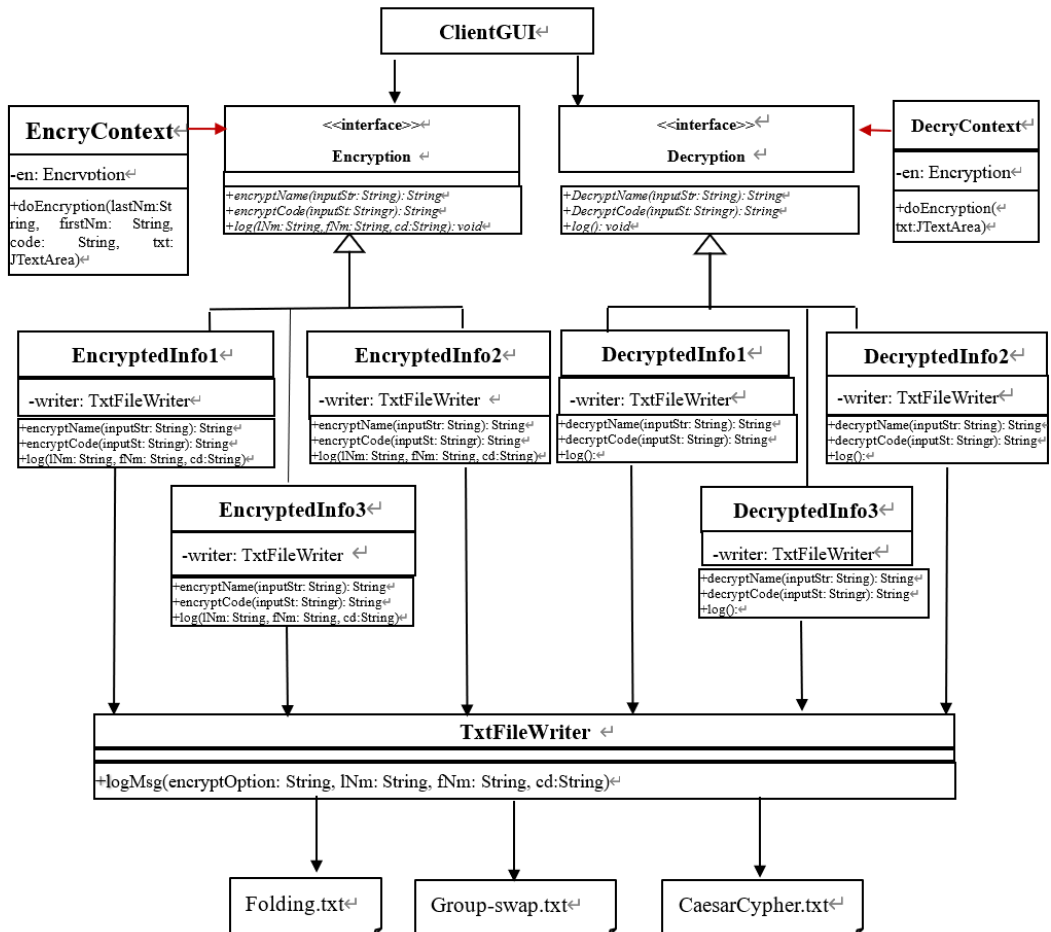 ClientGUI↵
EncryContext↵
-en: Encryption↵
+doEncryption(lastNm:St
ring, firstNm: String,
code: String, txt:
JTextArea)↵
<<interface>>↵
Encryption ↵
+encryptName(inputStr: String): String↵
+encryptCode(inputSt: Stringr): String↵
+log(lNm: String, fNm: String, cd:String): void↵
<<interface>>↵
Decryption ↵
+DecryptName(inputStr: String): String↵
+DecryptCode(inputSt: Stringr): String↵
+log(): void↵
DecryContext↵
-en: Encryption↵
+doEncryption(↵
txt:JTextArea)↵
EncryptedInfo1↵
-writer: TxtFileWriter↵
+encryptName(inputStr: String): String↵
+encryptCode(inputSt: Stringr): String↵
+log(lNm: String, fNm: String, cd:String)↵
EncryptedInfo2↵
-writer: TxtFileWriter ↵
+encryptName(inputStr: String): String↵
+encryptCode(inputSt: Stringr): String↵
+log(lNm: String, fNm: String, cd:String)↵
DecryptedInfo1↵
-writer: TxtFileWriter↵
+decryptName(inputStr: String): String↵
+decryptCode(inputSt: Stringr): String↵
+log():↵
DecryptedInfo2↵
-writer: TxtFileWriter↵
+decryptName(inputStr: String): String↵
+decryptCode(inputSt: Stringr): String↵
+log():↵
EncryptedInfo3↵
-writer: TxtFileWriter ↵
+encryptName(inputStr: String): String↵
+encryptCode(inputSt: Stringr): String↵
+log(lNm: String, fNm: String, cd:String)↵
DecryptedInfo3↵
-writer: TxtFileWriter↵
+decryptName(inputStr: String): String↵
+decryptCode(inputSt: Stringr): String↵
+log():↵
TxtFileWriter ↵
+logMsg(encryptOption: String, lNm: String, fNm: String, cd:String)↵
Folding.txt↵
Group-swap.txt↵
CaesarCypher.txt↵